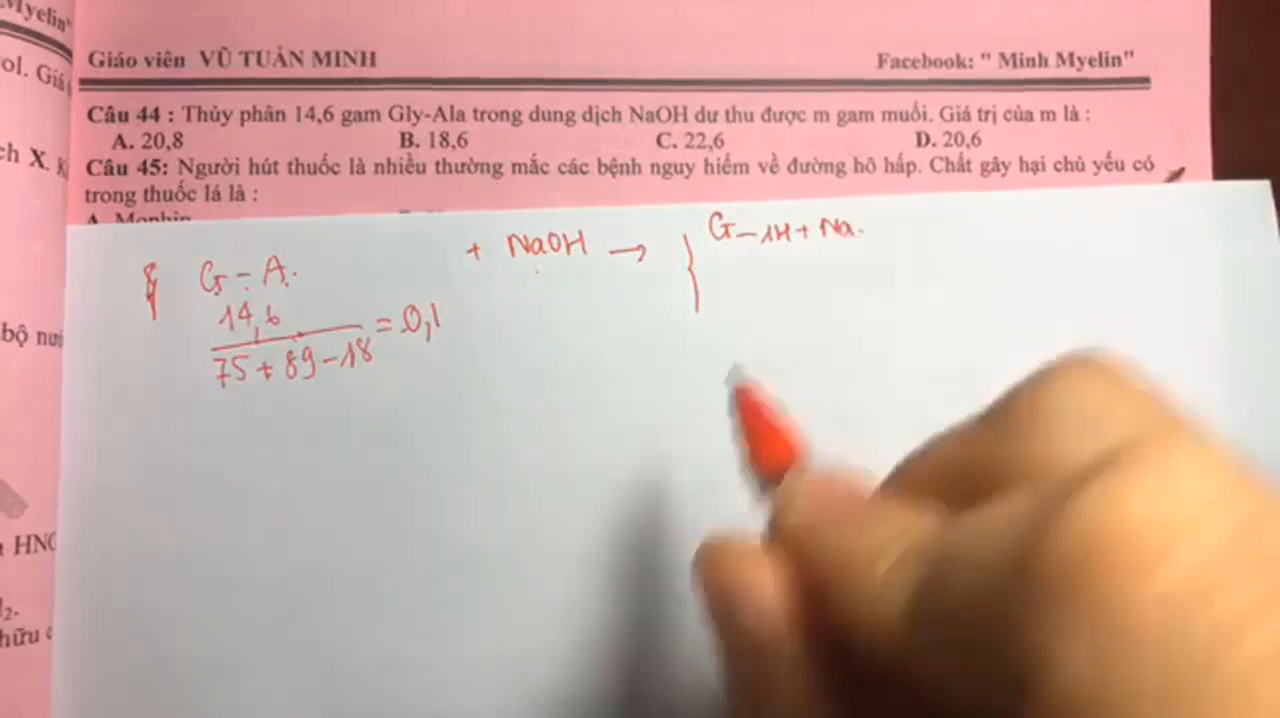 Myelin"
Giáo viên VŨ TUẤN MINH
Facebook: " Minh Myelin"
ol. Giá
Câu 44 : Thủy phân 14,6 gam Gly-Ala trong dung dịch NaOH dư thu được m gam muối. Giá trị của m là :
A. 20,8 B. 18,6 C. 22,6 D. 20,6
ch X. K
Câu 45: Người hút thuốc là nhiều thường mắc các bệnh nguy hiểm về đường hô hấp. Chất gây hại chủ yếu có
trong thuốc lá là :
G - A. + NaOH → { G - 1H + Na.
14,6
75 + 89 - 18 = 0,1
bộ nư
HNO
hữu c